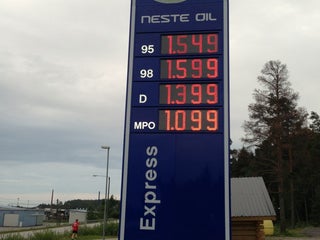 NESTE OIL
95 1.549
98 1.599
D 1.399
MPO 1.099
Express